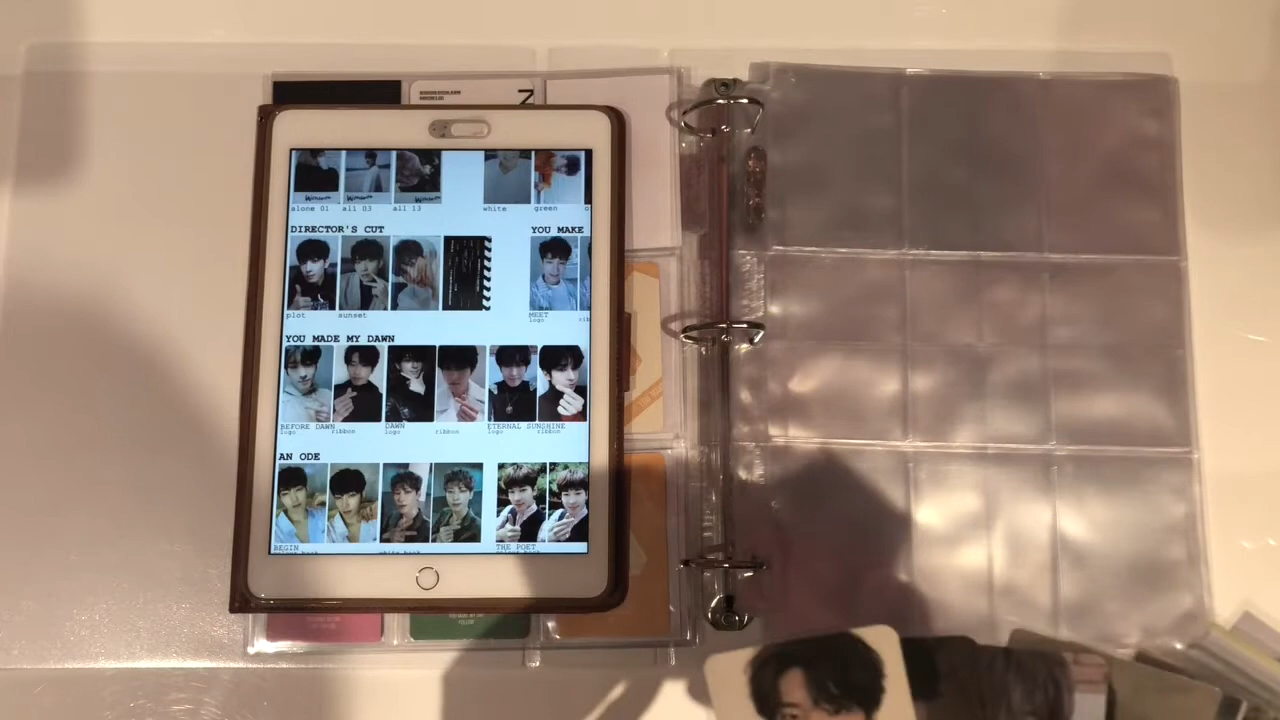 alone 01 all 03 all 13 white green o
DIRECTOR'S CUT YOU MAKE
plot sunset MEET
logo rib
YOU MADE MY DAWN
BEFORE DAWN DAWN ETERNAL SUNSHINE
logo ribbon logo ribbon logo ribbon
AN ODE
BEGIN THE POET